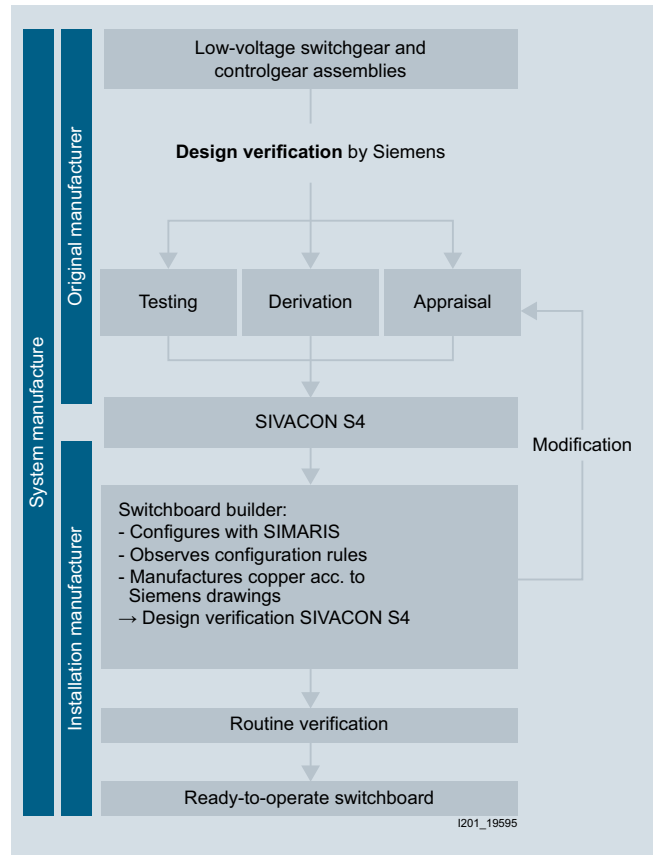 Low-voltage switchgear and
controlgear assemblies
Design verification by Siemens
Testing
Derivation
Appraisal
SIVACON S4
Modification
Switchboard builder:
- Configures with SIMARIS
- Observes configuration rules
- Manufactures copper acc. to
Siemens drawings
→ Design verification SIVACON S4
Routine verification
Ready-to-operate switchboard
System manufacture
Original manufacturer
Installation manufacturer
I201_19595